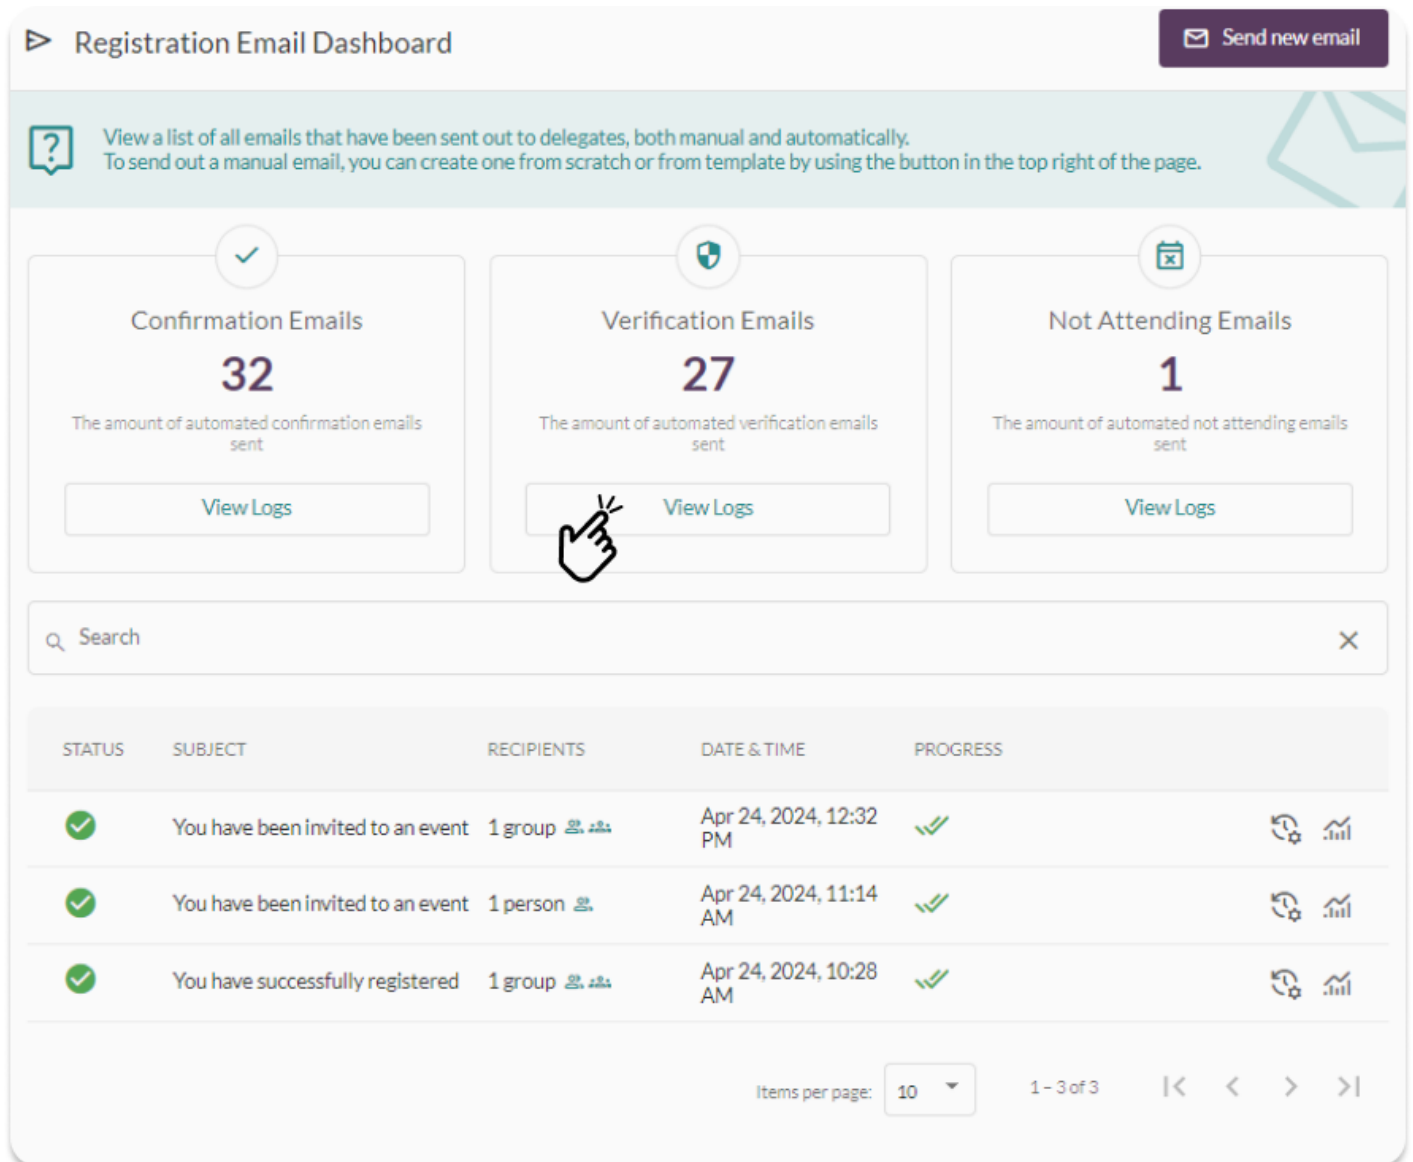 Registration Email Dashboard
Send new email
View a list of all emails that have been sent out to delegates, both manual and automatically.
To send out a manual email, you can create one from scratch or from template by using the button in the top right of the page.
Confirmation Emails
32
The amount of automated confirmation emails
sent
View Logs
Verification Emails
27
The amount of automated verification emails
sent
View Logs
Not Attending Emails
1
The amount of automated not attending emails
sent
View Logs
Search
STATUS SUBJECT RECIPIENTS DATE & TIME PROGRESS
You have been invited to an event 1 group Apr 24, 2024, 12:32
PM
You have been invited to an event 1 person Apr 24, 2024, 11:14
AM
You have successfully registered 1 group Apr 24, 2024, 10:28
AM
Items per page: 10 1 – 3 of 3